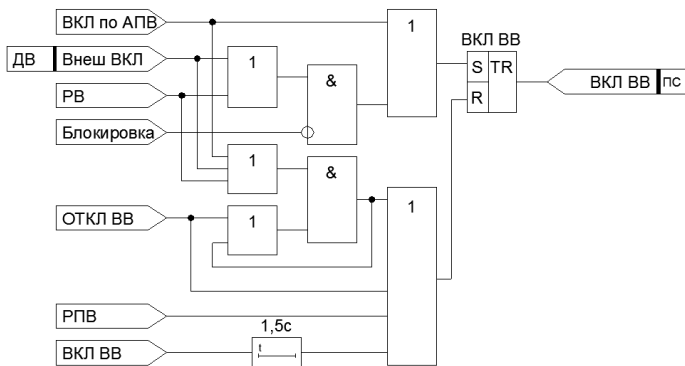 ВКЛ по АПВ
1
ВКЛ ВВ
ДВ Внеш ВКЛ
1
S TR
&
ВКЛ ВВ ПС
РВ
R
Блокировка
1
&
1
ОТКЛ ВВ
1
РПВ
1,5с
ВКЛ ВВ
t